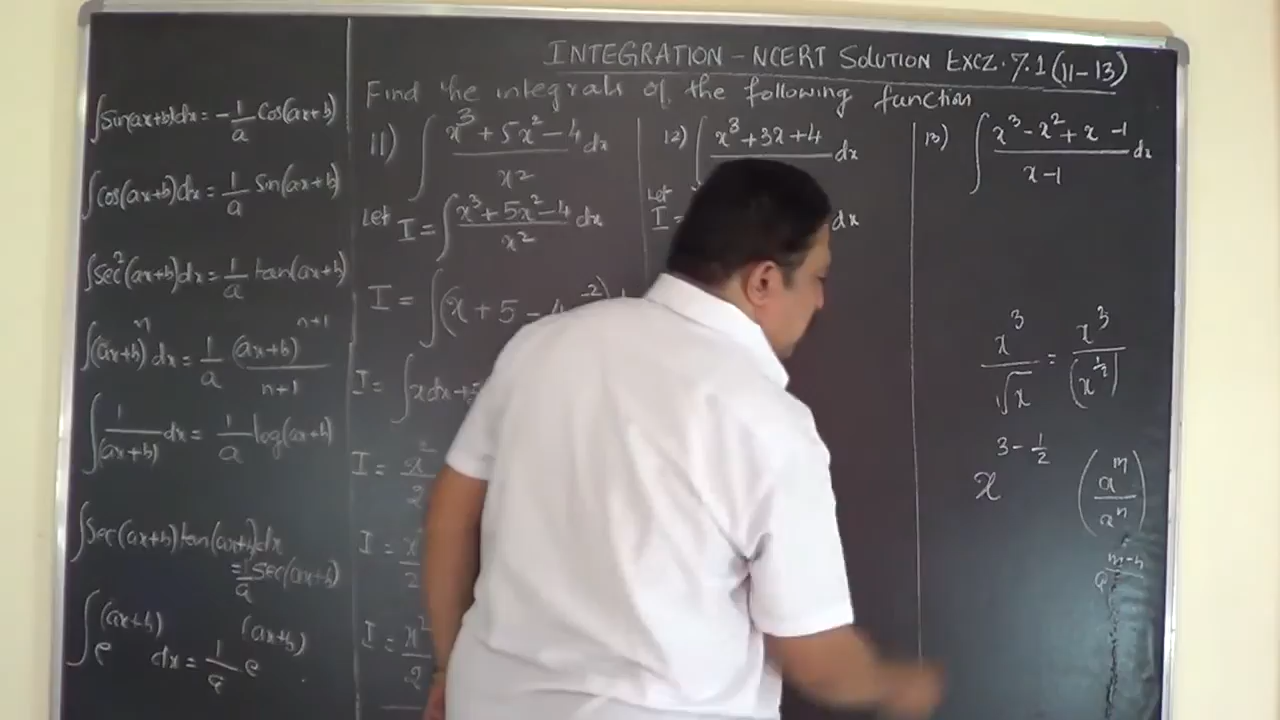 INTEGRATION - NCERT SOLUTION EXCZ. 7.1 (11-13)
Find the integrals of the following function
∫Sin(ax+b)dx = -1/a Cos(ax+b)
∫Cos(ax+b)dx = 1/a Sin(ax+b)
∫Sec²(ax+b)dx = 1/a tan(ax+b)
∫(ax+b)ⁿ dx = 1/a (ax+b)ⁿ⁺¹/n+1
∫1/(ax+b) dx = 1/a log(ax+b)
∫Sec(ax+b)tan(ax+b)dx
= 1/a Sec(ax+b)
∫e^(ax+b) dx = 1/a e^(ax+b)
11) ∫ x³ + 5x² - 4/x² dx
Let I = ∫ x³ + 5x² - 4/x² dx
I = ∫(x + 5 - 4 ⁻²)
I = ∫x dx +
I = x²/2
I = x/2
I = x²/2
12) ∫ x³ + 3x + 4 dx
Let
I = dx
13) ∫ x³ - x² + x - 1/x - 1 dx
x³/√x = x³/(x^1/2)
x^3 - 1/2
(aᵐ/aⁿ)
aᵐ⁻ⁿ